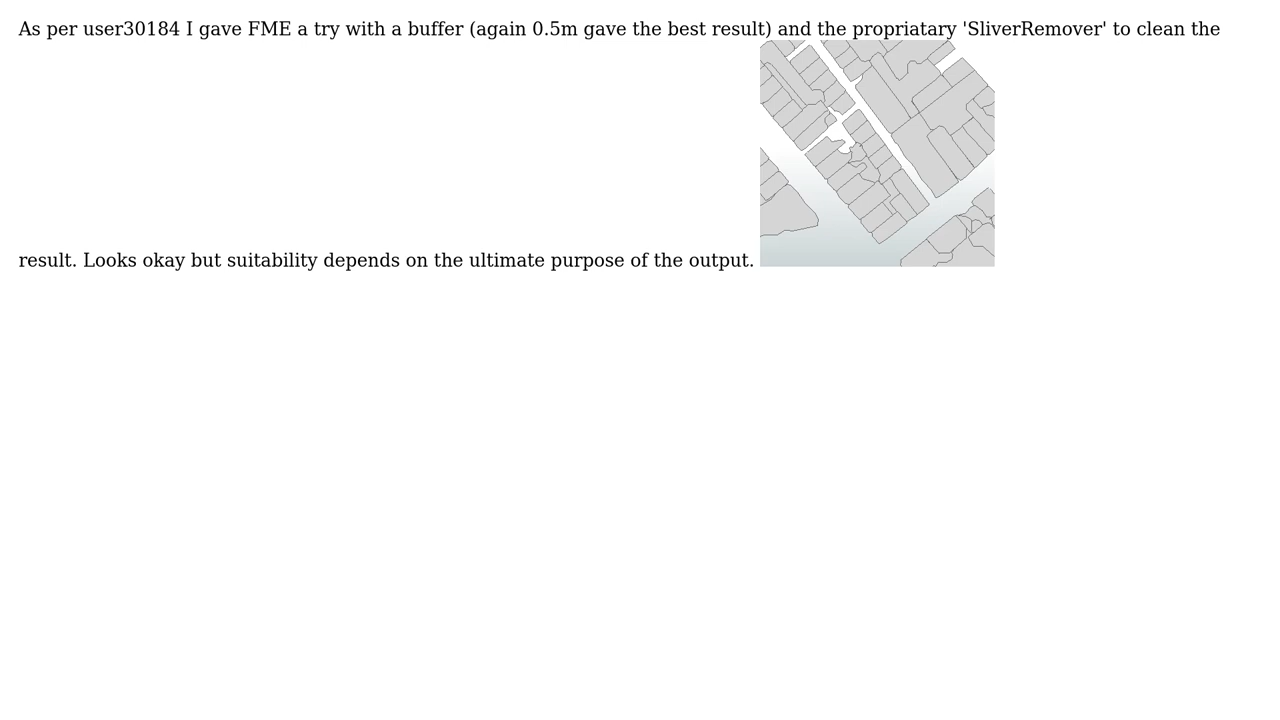 As per user30184 I gave FME a try with a buffer (again 0.5m gave the best result) and the propriatary 'SliverRemover' to clean the
result. Looks okay but suitability depends on the ultimate purpose of the output.